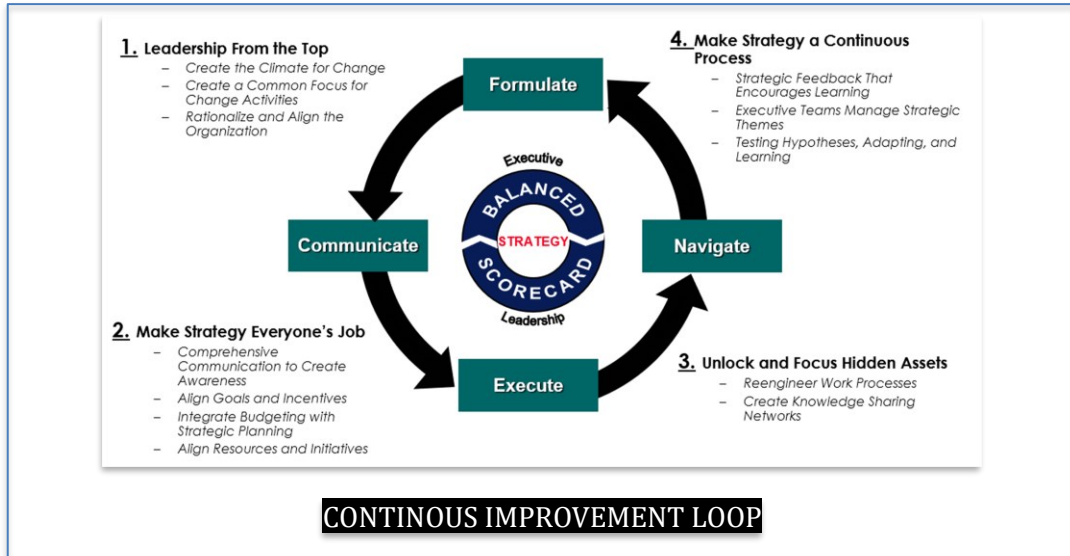 1. Leadership From the Top
– Create the Climate for Change
– Create a Common Focus for
Change Activities
– Rationalize and Align the
Organization
4. Make Strategy a Continuous
Process
– Strategic Feedback That
Encourages Learning
– Executive Teams Manage Strategic
Themes
– Testing Hypotheses, Adapting, and
Learning
Formulate
Executive
BALANCED
STRATEGY
SCORECARD
Leadership
Communicate
Navigate
2. Make Strategy Everyone's Job
– Comprehensive
Communication to Create
Awareness
– Align Goals and Incentives
– Integrate Budgeting with
Strategic Planning
– Align Resources and Initiatives
Execute
3. Unlock and Focus Hidden Assets
– Reengineer Work Processes
– Create Knowledge Sharing
Networks
CONTINOUS IMPROVEMENT LOOP